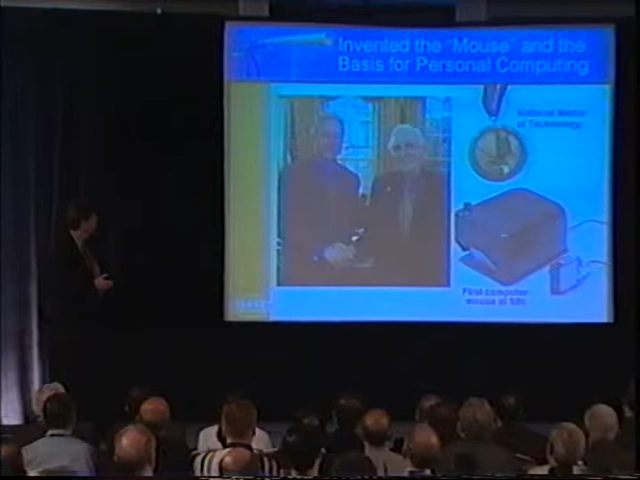 Invented the "Mouse" and the
Basis for Personal Computing
National Medal
of Technology
First computer
mouse at SRI